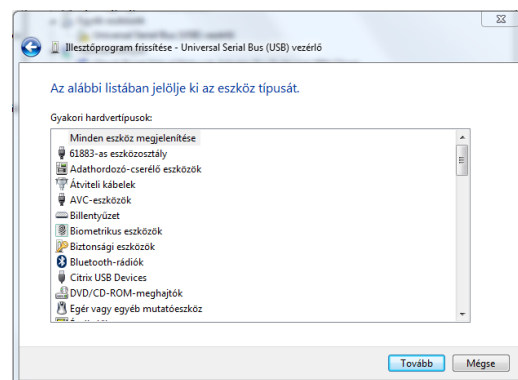 Illesztőprogram frissítése - Universal Serial Bus (USB) vezérlő
Az alábbi listában jelölje ki az eszköz típusát.
Gyakori hardvertípusok:
Minden eszköz megjelenítése
61883-as eszközosztály
Adathordozó-cserélő eszközök
Átviteli kábelek
AVC-eszközök
Billentyűzet
Biometrikus eszközök
Biztonsági eszközök
Bluetooth-rádiók
Citrix USB Devices
DVD/CD-ROM-meghajtók
Egér vagy egyéb mutatóeszköz
Tovább
Mégse